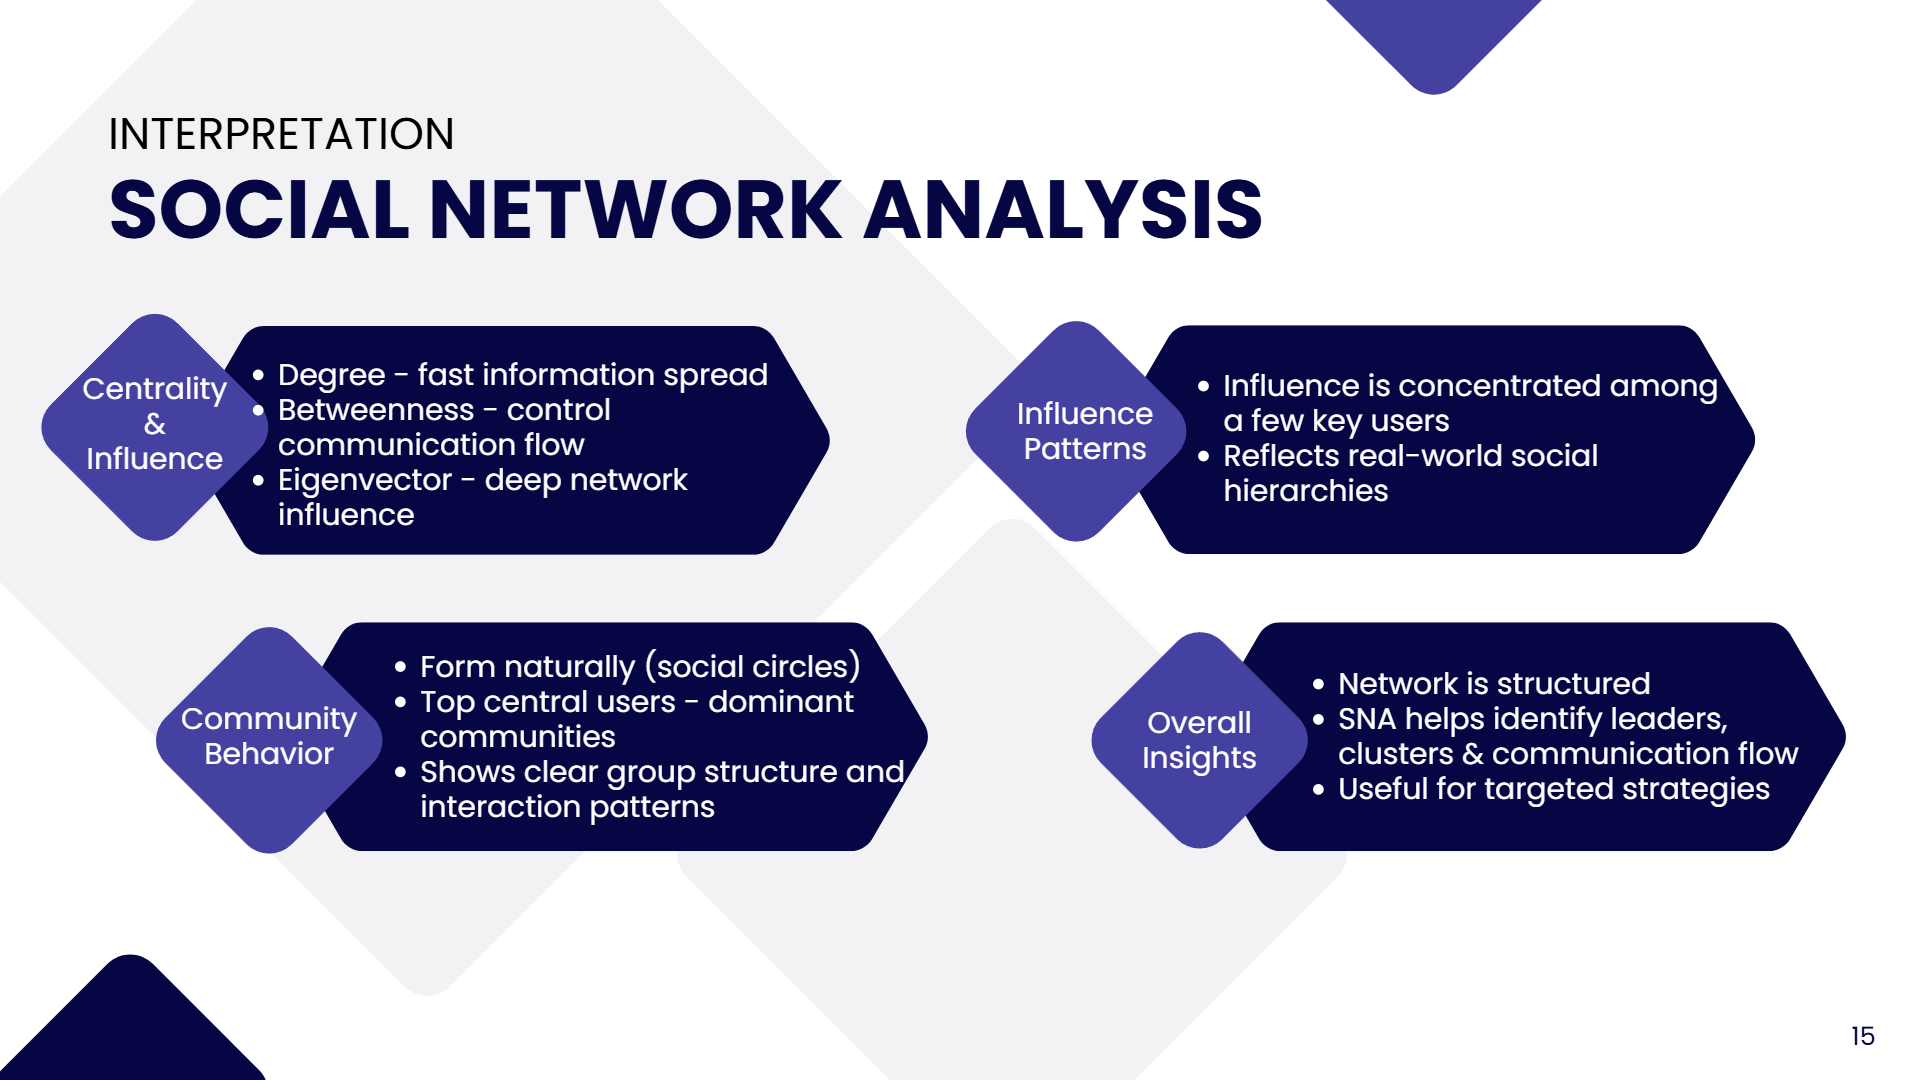 INTERPRETATION
SOCIAL NETWORK ANALYSIS
Centrality
&
Influence
• Degree - fast information spread
• Betweenness - control
communication flow
• Eigenvector - deep network
influence
Influence
Patterns
• Influence is concentrated among
a few key users
• Reflects real-world social
hierarchies
Community
Behavior
• Form naturally (social circles)
• Top central users - dominant
communities
• Shows clear group structure and
interaction patterns
Overall
Insights
• Network is structured
• SNA helps identify leaders,
clusters & communication flow
• Useful for targeted strategies
15